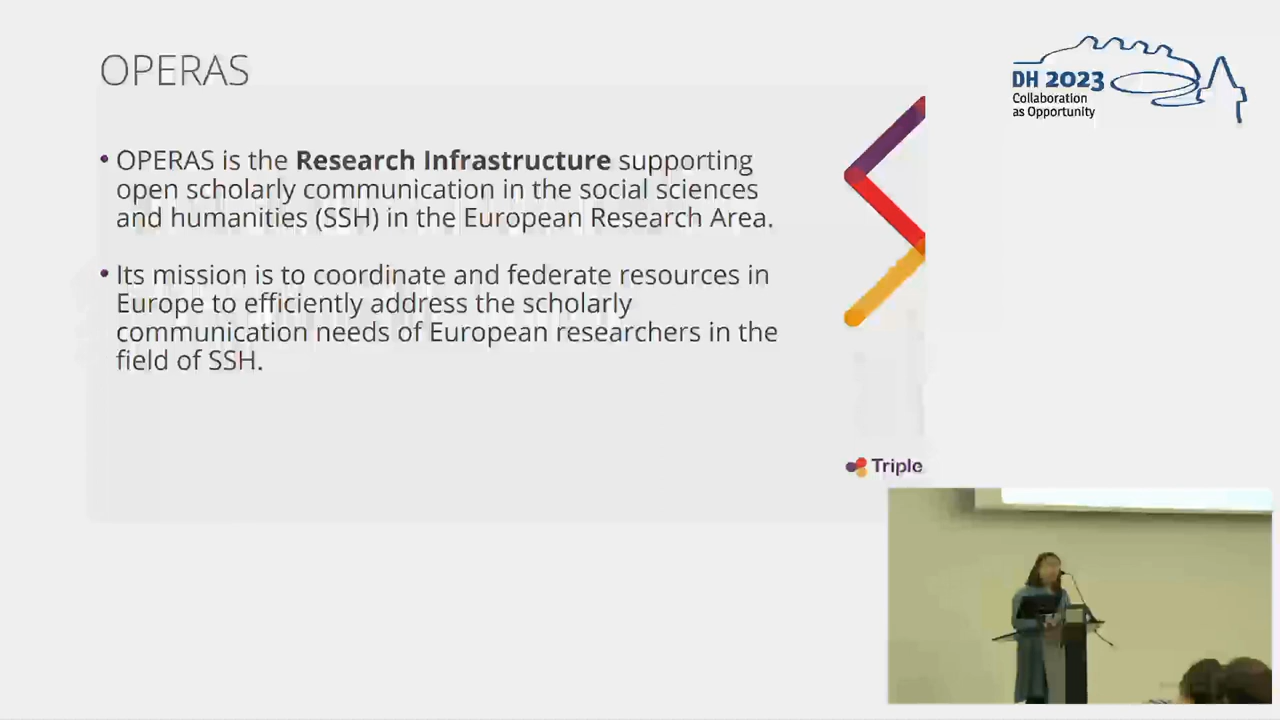 OPERAS
• OPERAS is the Research Infrastructure supporting
open scholarly communication in the social sciences
and humanities (SSH) in the European Research Area.
• Its mission is to coordinate and federate resources in
Europe to efficiently address the scholarly
communication needs of European researchers in the
field of SSH.
Triple
DH 2023
Collaboration
as Opportunity